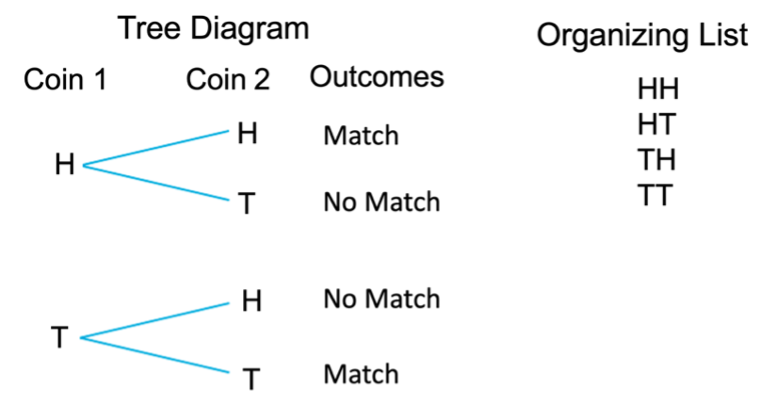 Tree Diagram
Coin 1 Coin 2 Outcomes
H
H Match
T No Match
T
H No Match
T Match
Organizing List
HH
HT
TH
TT